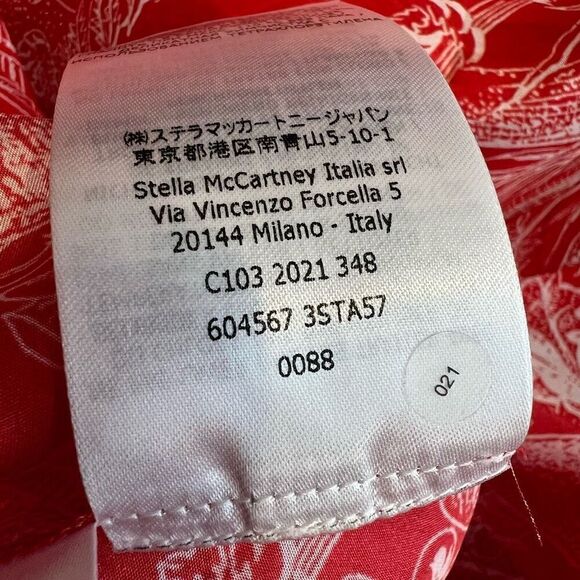 ИСПОЛЬЗОВАНИЕМ ТЕТРАХЛОРЭТИЛЕНА
㈱ステラマッカートニージャパン
東京都港区南青山5-10-1
Stella McCartney Italia srl
Via Vincenzo Forcella 5
20144 Milano - Italy
C103 2021 348
604567 3STA57
0088
021